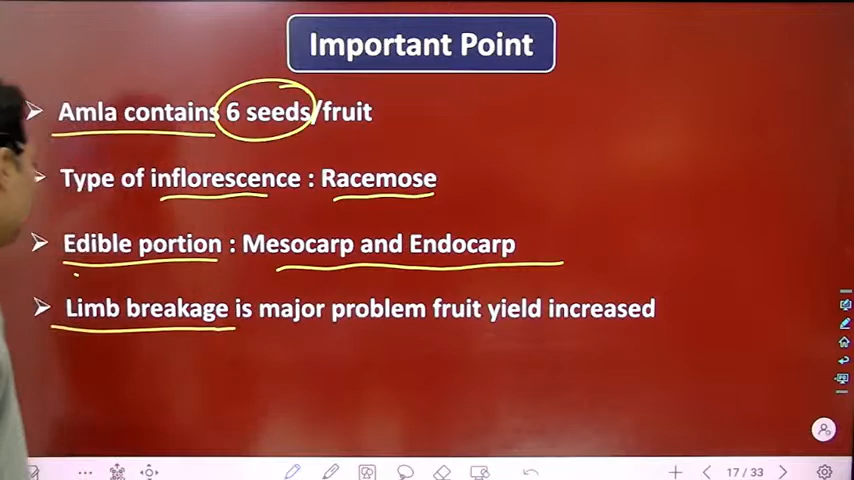 Important Point
Amla contains 6 seeds/fruit
Type of inflorescence : Racemose
Edible portion : Mesocarp and Endocarp
Limb breakage is major problem fruit yield increased
17 / 33